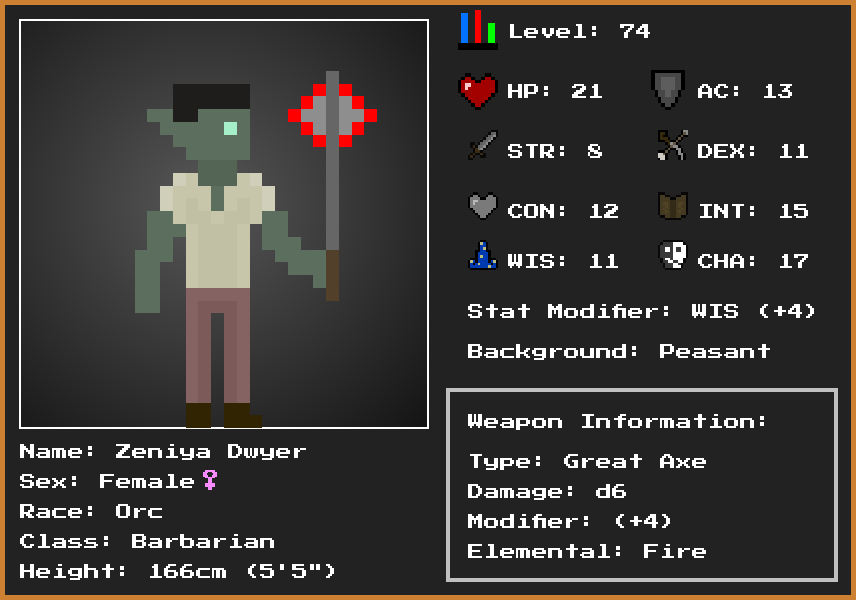 Level: 74
HP: 21
AC: 13
STR: 8
DEX: 11
CON: 12
INT: 15
WIS: 11
CHA: 17
Stat Modifier: WIS (+4)
Background: Peasant
Weapon Information:
Type: Great Axe
Damage: d6
Modifier: (+4)
Elemental: Fire
Name: Zeniya Dwyer
Sex: Female♀
Race: Orc
Class: Barbarian
Height: 166cm (5'5")